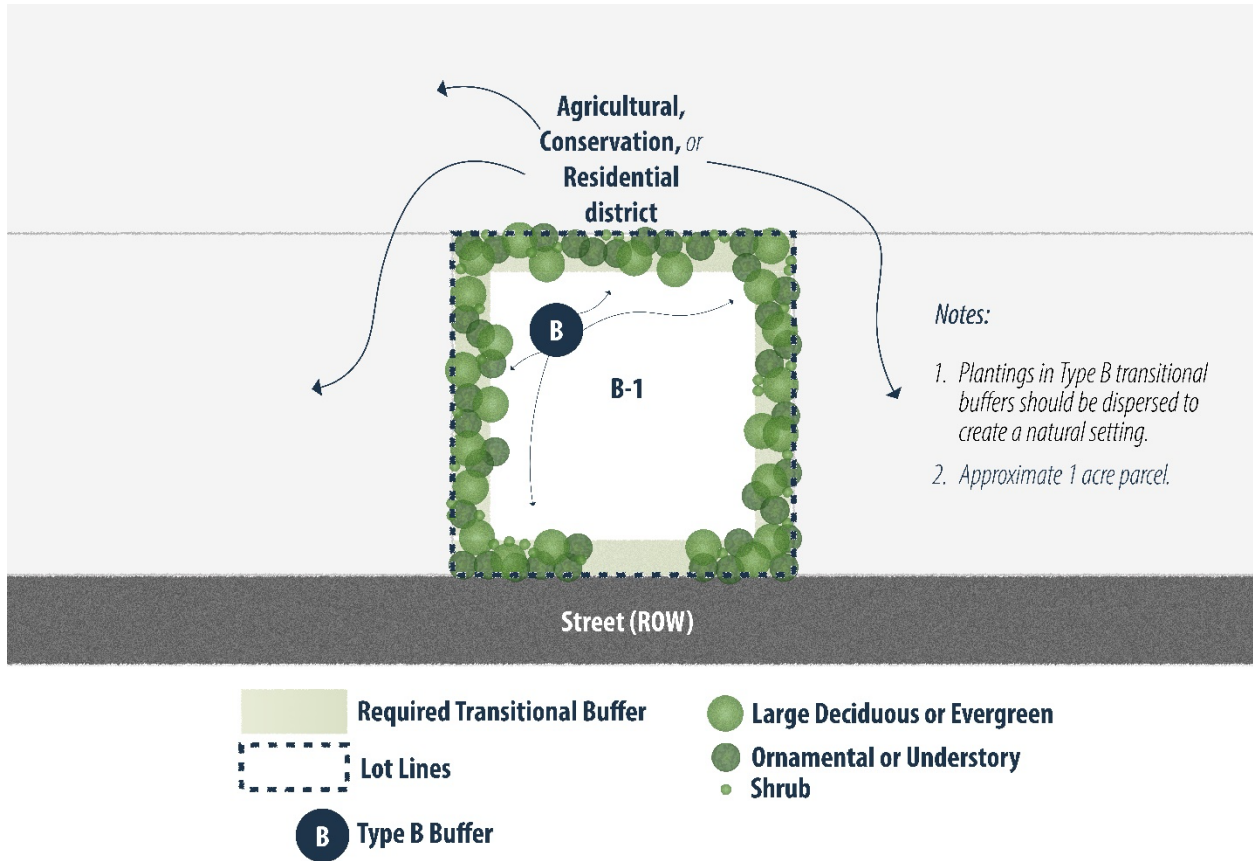 Agricultural,
Conservation, or
Residential
district
B
B-1
Notes:
1. Plantings in Type B transitional
buffers should be dispersed to
create a natural setting.
2. Approximate 1 acre parcel.
Street (ROW)
Required Transitional Buffer
Lot Lines
B Type B Buffer
Large Deciduous or Evergreen
Ornamental or Understory
Shrub